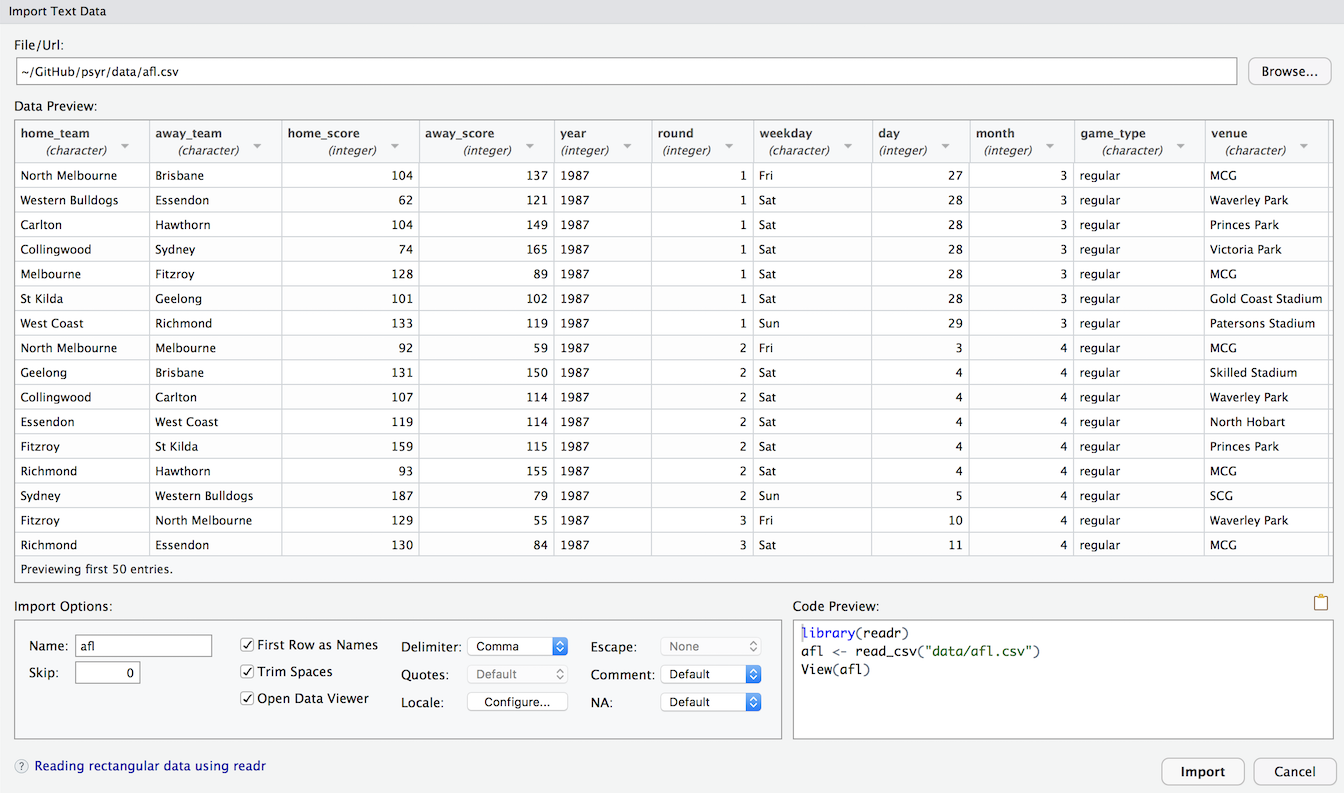 Import Text Data
File/Url:
~/GitHub/psyr/data/afl.csv
Browse...
Data Preview:
home_team away_team home_score away_score year round weekday day month game_type venue
(character) (character) (integer) (integer) (integer) (integer) (character) (integer) (integer) (character) (character)
North Melbourne Brisbane 104 137 1987 1 Fri 27 3 regular MCG
Western Bulldogs Essendon 62 121 1987 1 Sat 28 3 regular Waverley Park
Carlton Hawthorn 104 149 1987 1 Sat 28 3 regular Princes Park
Collingwood Sydney 74 165 1987 1 Sat 28 3 regular Victoria Park
Melbourne Fitzroy 128 89 1987 1 Sat 28 3 regular MCG
St Kilda Geelong 101 102 1987 1 Sat 28 3 regular Gold Coast Stadium
West Coast Richmond 133 119 1987 1 Sun 29 3 regular Patersons Stadium
North Melbourne Melbourne 92 59 1987 2 Fri 3 4 regular MCG
Geelong Brisbane 131 150 1987 2 Sat 4 4 regular Skilled Stadium
Collingwood Carlton 107 114 1987 2 Sat 4 4 regular Waverley Park
Essendon West Coast 119 114 1987 2 Sat 4 4 regular North Hobart
Fitzroy St Kilda 159 115 1987 2 Sat 4 4 regular Princes Park
Richmond Hawthorn 93 155 1987 2 Sat 4 4 regular MCG
Sydney Western Bulldogs 187 79 1987 2 Sun 5 4 regular SCG
Fitzroy North Melbourne 129 55 1987 3 Fri 10 4 regular Waverley Park
Richmond Essendon 130 84 1987 3 Sat 11 4 regular MCG
Previewing first 50 entries.
Import Options:
Name: afl
Skip: 0
First Row as Names
Trim Spaces
Open Data Viewer
Delimiter: Comma
Quotes: Default
Locale: Configure...
Escape: None
Comment: Default
NA: Default
Code Preview:
library(readr)
afl <- read_csv("data/afl.csv")
View(afl)
? Reading rectangular data using readr
Import
Cancel